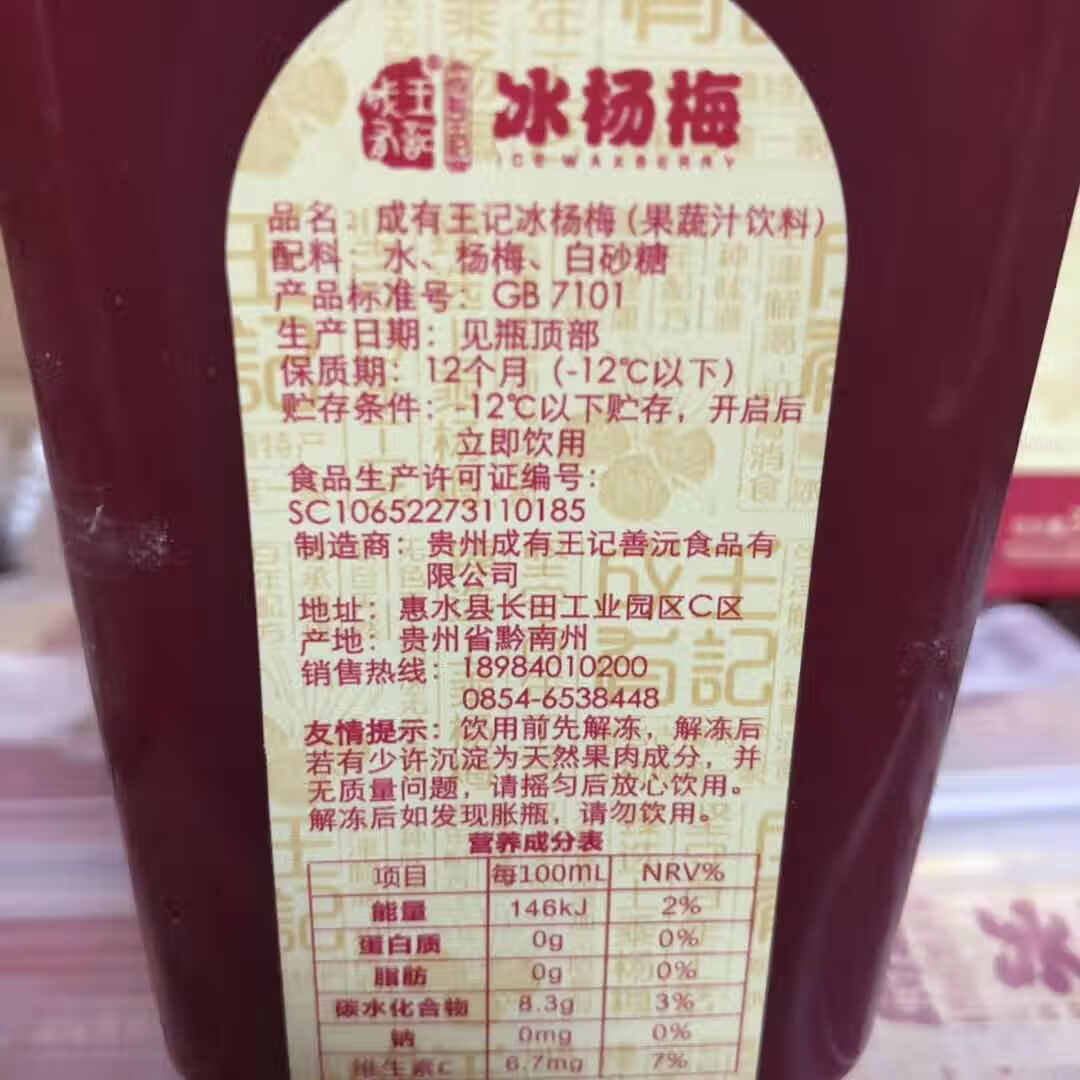 冰杨梅
ICE WAXBERRY
品名：成有王记冰杨梅（果蔬汁饮料）
配料：水、杨梅、白砂糖
产品标准号：GB 7101
生产日期：见瓶顶部
保质期：12个月（-12℃以下）
贮存条件：-12℃以下贮存，开启后
立即饮用
食品生产许可证编号：
SC10652273110185
制造商：贵州成有王记善沅食品有
限公司
地址：惠水县长田工业园区C区
产地：贵州省黔南州
销售热线：18984010200
0854-6538448
友情提示：饮用前先解冻，解冻后
若有少许沉淀为天然果肉成分，并
无质量问题，请摇匀后放心饮用。
解冻后如发现胀瓶，请勿饮用。
营养成分表
项目 每100mL NRV%
能量 146kJ 2%
蛋白质 0g 0%
脂肪 0g 0%
碳水化合物 8.3g 3%
钠 0mg 0%
维生素C 6.7mg 7%